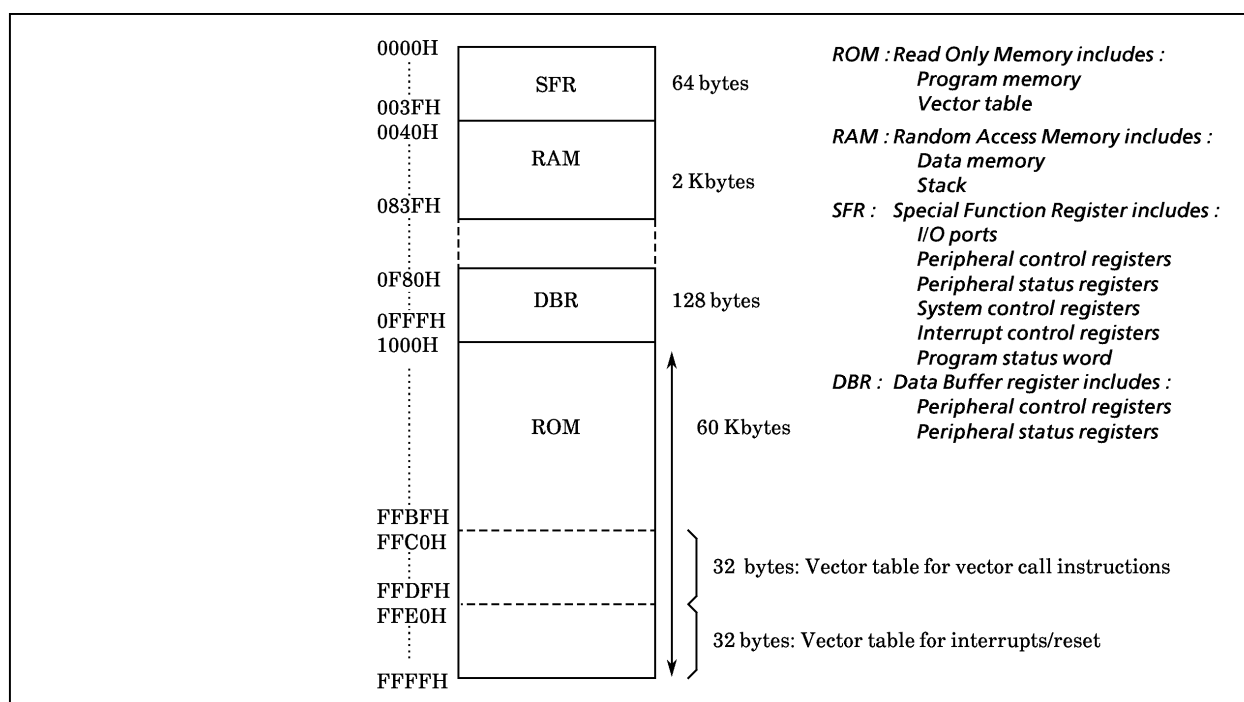 0000H
SFR
64 bytes
003FH
0040H
RAM
2 Kbytes
083FH
0F80H
DBR
128 bytes
0FFFH
1000H
ROM
60 Kbytes
FFBFH
FFC0H
32 bytes: Vector table for vector call instructions
FFDFH
FFE0H
32 bytes: Vector table for interrupts/reset
FFFFH
ROM : Read Only Memory includes :
Program memory
Vector table
RAM : Random Access Memory includes :
Data memory
Stack
SFR : Special Function Register includes :
I/O ports
Peripheral control registers
Peripheral status registers
System control registers
Interrupt control registers
Program status word
DBR : Data Buffer register includes :
Peripheral control registers
Peripheral status registers